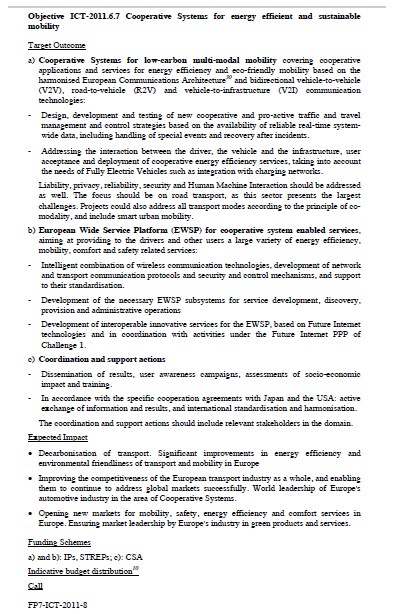 Objective ICT-2011.6.7 Cooperative Systems for energy efficient and sustainable
mobility
Target Outcome
a) Cooperative Systems for low-carbon multi-modal mobility covering cooperative
applications and services for energy efficiency and eco-friendly mobility based on the
harmonised European Communications Architecture and bidirectional vehicle-to-vehicle
(V2V), road-to-vehicle (R2V) and vehicle-to-infrastructure (V2I) communication
technologies:
- Design, development and testing of new cooperative and pro-active traffic and travel
management and control strategies based on the availability of reliable real-time system-
wide data, including handling of special events and recovery after incidents.
- Addressing the interaction between the driver, the vehicle and the infrastructure, user
acceptance and deployment of cooperative energy efficiency services, taking into account
the needs of Fully Electric Vehicles such as integration with charging networks.
Liability, privacy, reliability, security and Human Machine Interaction should be addressed
as well. The focus should be on road transport, as this sector presents the largest
challenges. Projects could also address all transport modes according to the principle of co-
modality, and include smart urban mobility.
b) European Wide Service Platform (EWSP) for cooperative system enabled services,
aiming at providing to the drivers and other users a large variety of energy efficiency,
mobility, comfort and safety related services:
- Intelligent combination of wireless communication technologies, development of network
and transport communication protocols and security and control mechanisms, and support
to their standardisation.
- Development of the necessary EWSP subsystems for service development, discovery,
provision and administrative operations
- Development of interoperable innovative services for the EWSP, based on Future Internet
technologies and in coordination with activities under the Future Internet PPP of
Challenge 1.
c) Coordination and support actions
- Dissemination of results, user awareness campaigns, assessments of socio-economic
impact and training.
- In accordance with the specific cooperation agreements with Japan and the USA: active
exchange of information and results, and international standardisation and harmonisation.
The coordination and support actions should include relevant stakeholders in the domain.
Expected Impact
• Decarbonisation of transport. Significant improvements in energy efficiency and
environmental friendliness of transport and mobility in Europe
• Improving the competitiveness of the European transport industry as a whole, and enabling
them to continue to address global markets successfully. World leadership of Europe's
automotive industry in the area of Cooperative Systems.
• Opening new markets for mobility, safety, energy efficiency and comfort services in
Europe. Ensuring market leadership by Europe's industry in green products and services.
Funding Schemes
a) and b): IPs, STREPs; c): CSA
Indicative budget distribution
Call
FP7-ICT-2011-8